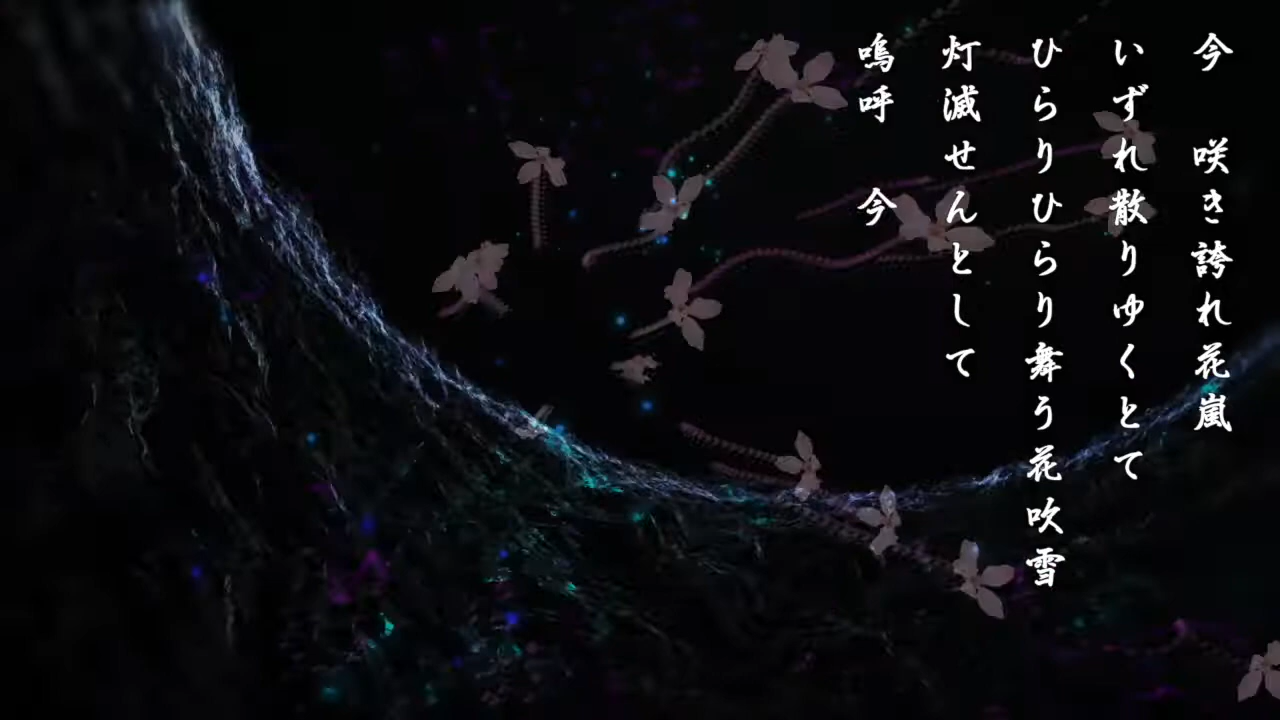 今　咲き誇れ花嵐
いずれ散りゆくとて
ひらりひらり舞う花吹雪
灯滅せんとして
嗚呼　今